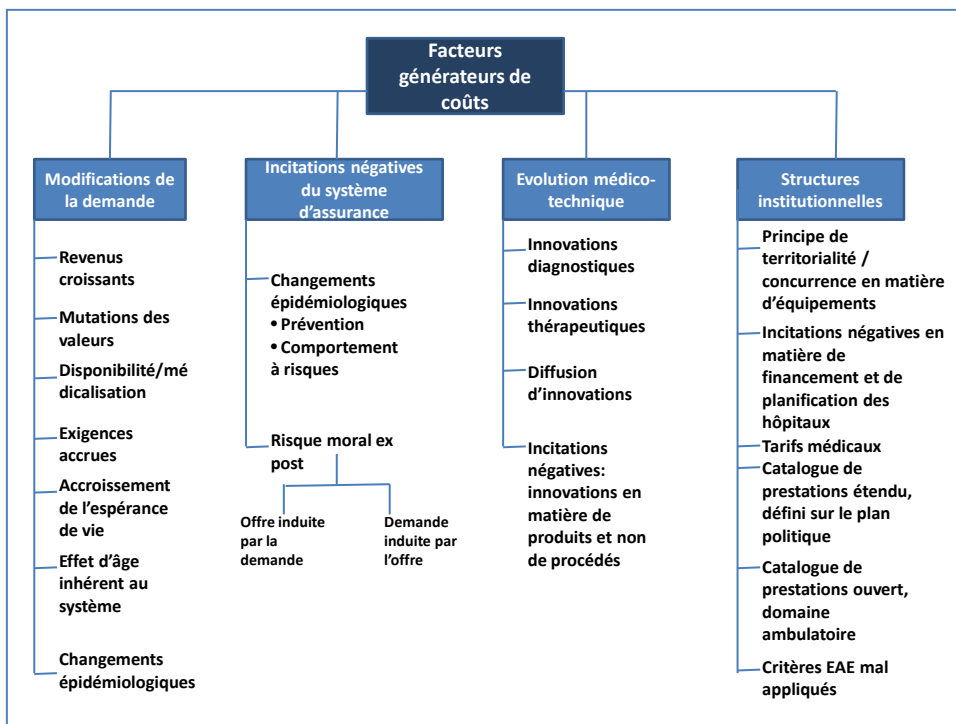 Facteurs
générateurs de
coûts
Modifications de
la demande
Revenus
croissants
Mutations des
valeurs
Disponibilité/mé
dicalisation
Exigences
accrues
Accroissement
de l’espérance
de vie
Effet d’âge
inhérent au
système
Changements
épidémiologiques
Incitations négatives
du système
d’assurance
Changements
épidémiologiques
• Prévention
• Comportement
à risques
Risque moral ex
post
Offre induite
par la
demande
Demande
induite par
l’offre
Evolution médico-
technique
Innovations
diagnostiques
Innovations
thérapeutiques
Diffusion
d’innovations
Incitations
négatives:
innovations en
matière de
produits et non
de procédés
Structures
institutionnelles
Principe de
territorialité /
concurrence en matière
d’équipements
Incitations négatives en
matière de
financement et de
planification des
hôpitaux
Tarifs médicaux
Catalogue de
prestations étendu,
défini sur le plan
politique
Catalogue de
prestations ouvert,
domaine
ambulatoire
Critères EAE mal
appliqués